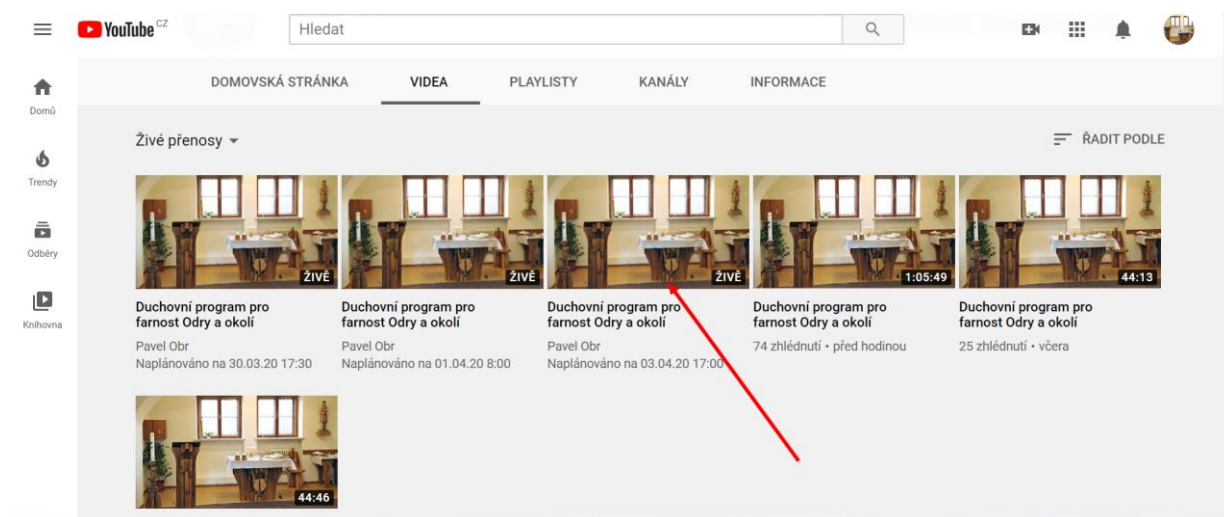 YouTube CZ
Hledat
DOMOVSKÁ STRÁNKA VIDEA PLAYLISTY KANÁLY INFORMACE
Domů
Trendy
Odběry
Knihovna
Živé přenosy
ŘADIT PODLE
ŽIVĚ
Duchovní program pro
farnost Odry a okolí
Pavel Obr
Naplánováno na 30.03.20 17:30
ŽIVĚ
Duchovní program pro
farnost Odry a okolí
Pavel Obr
Naplánováno na 01.04.20 8:00
ŽIVĚ
Duchovní program pro
farnost Odry a okolí
Pavel Obr
Naplánováno na 03.04.20 17:00
1:05:49
Duchovní program pro
farnost Odry a okolí
74 zhlédnutí • před hodinou
44:13
Duchovní program pro
farnost Odry a okolí
25 zhlédnutí • včera
44:46